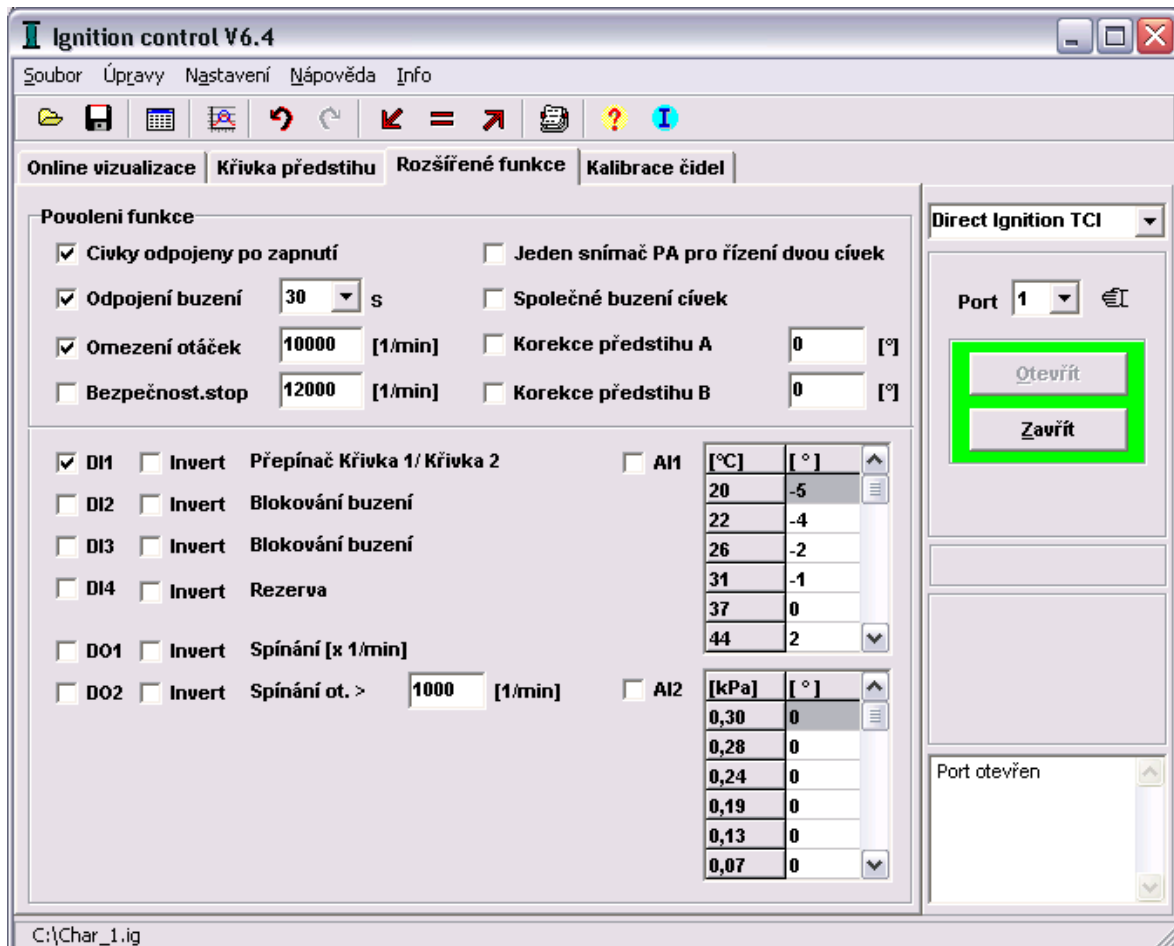 Ignition control V6.4
Soubor Úpravy Nastavení Nápověda Info
Online vizualizace Křivka předstihu Rozšířené funkce Kalibrace čidel
Povoleni funkce
Civky odpojeny po zapnutí
Odpojení buzení 30 s
Omezení otáček 10000 [1/min]
Bezpečnost.stop 12000 [1/min]
Jeden snímač PA pro řízení dvou cívek
Společné buzení cívek
Korekce předstihu A 0 [°]
Korekce předstihu B 0 [°]
DI1 Invert Přepínač Křivka 1/ Křivka 2
DI2 Invert Blokování buzení
DI3 Invert Blokování buzení
DI4 Invert Rezerva
DO1 Invert Spínání [x 1/min]
DO2 Invert Spínání ot. > 1000 [1/min]
AI1
[°C] [ ° ]
20 -5
22 -4
26 -2
31 -1
37 0
44 2
AI2
[kPa] [ ° ]
0,30 0
0,28 0
0,24 0
0,19 0
0,13 0
0,07 0
Direct Ignition TCI
Port 1
Otevřít
Zavřít
Port otevřen
C:\Char_1.ig